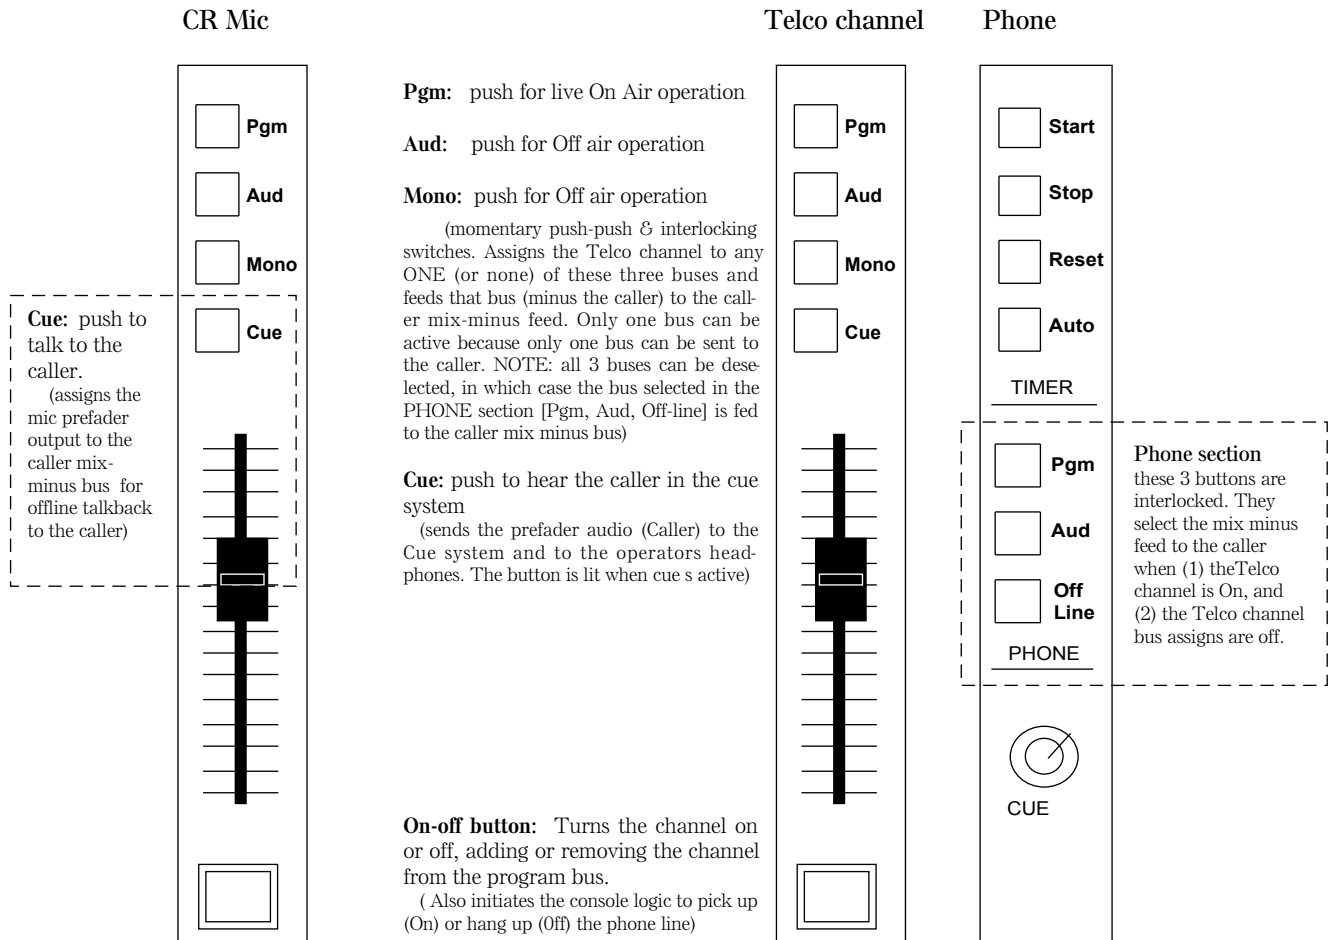 CR Mic
Telco channel
Phone
Pgm
Aud
Mono
Cue
Cue: push to
talk to the
caller.
(assigns the
mic prefader
output to the
caller mix-
minus bus for
offline talkback
to the caller)
Pgm: push for live On Air operation
Aud: push for Off air operation
Mono: push for Off air operation
(momentary push-push & interlocking
switches. Assigns the Telco channel to any
ONE (or none) of these three buses and
feeds that bus (minus the caller) to the call-
er mix-minus feed. Only one bus can be
active because only one bus can be sent to
the caller. NOTE: all 3 buses can be dese-
lected, in which case the bus selected in the
PHONE section [Pgm, Aud, Off-line] is fed
to the caller mix minus bus)
Cue: push to hear the caller in the cue
system
(sends the prefader audio (Caller) to the
Cue system and to the operators head-
phones. The button is lit when cue s active)
On-off button: Turns the channel on
or off, adding or removing the channel
from the program bus.
( Also initiates the console logic to pick up
(On) or hang up (0ff) the phone line)
Pgm
Aud
Mono
Cue
Start
Stop
Reset
Auto
TIMER
Pgm
Aud
Off
Line
PHONE
CUE
Phone section
these 3 buttons are
interlocked. They
select the mix minus
feed to the caller
when (1) theTelco
channel is On, and
(2) the Telco channel
bus assigns are off.